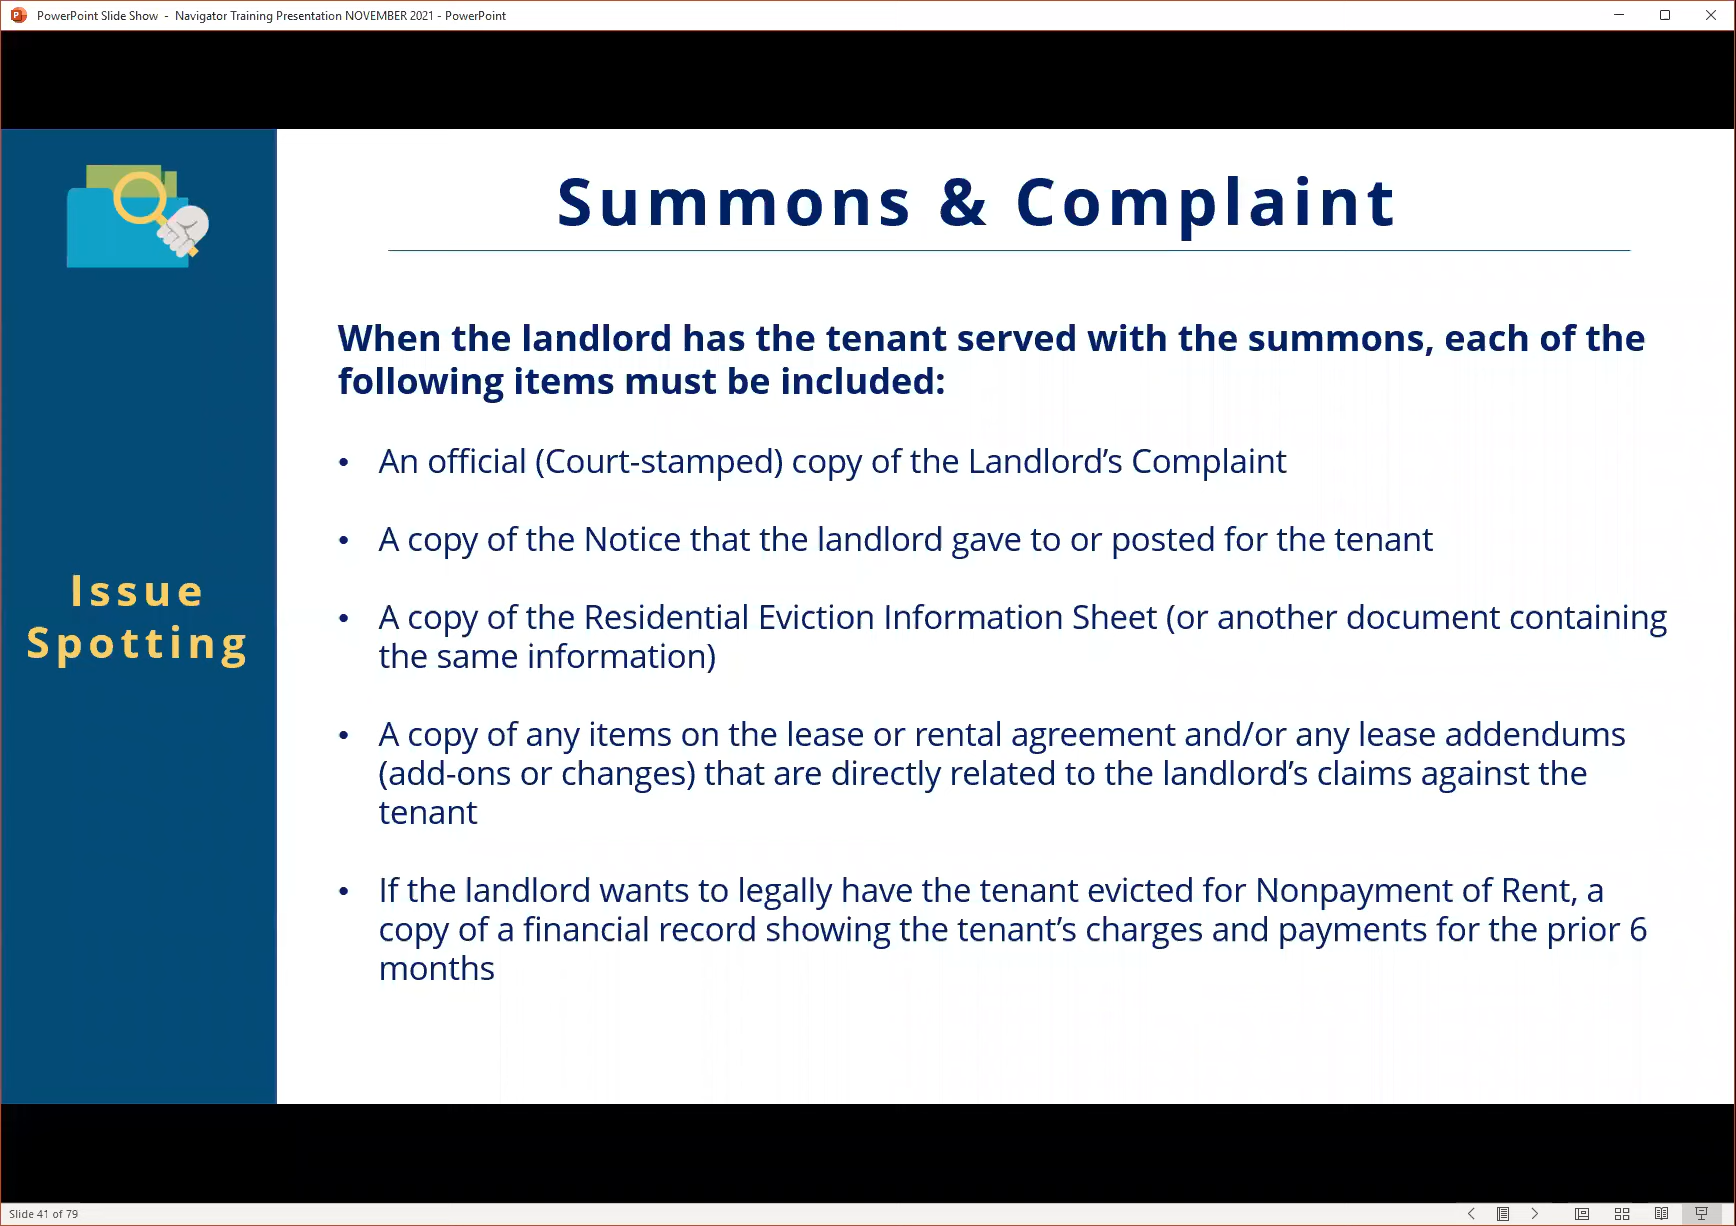 PowerPoint Slide Show - Navigator Training Presentation NOVEMBER 2021 - PowerPoint
Summons & Complaint
Issue
Spotting
When the landlord has the tenant served with the summons, each of the
following items must be included:
• An official (Court-stamped) copy of the Landlord’s Complaint
• A copy of the Notice that the landlord gave to or posted for the tenant
• A copy of the Residential Eviction Information Sheet (or another document containing
the same information)
• A copy of any items on the lease or rental agreement and/or any lease addendums
(add-ons or changes) that are directly related to the landlord’s claims against the
tenant
• If the landlord wants to legally have the tenant evicted for Nonpayment of Rent, a
copy of a financial record showing the tenant’s charges and payments for the prior 6
months
Slide 41 of 79